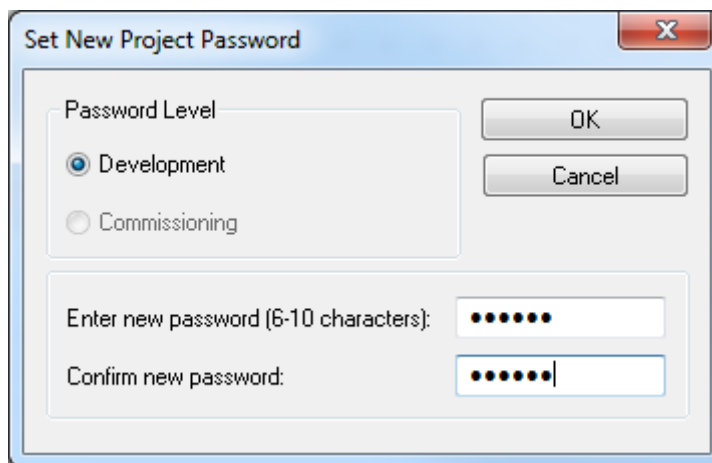 Set New Project Password
Password Level
OK
Development
Cancel
Commissioning
Enter new password (6-10 characters): ●●●●●●
Confirm new password: ●●●●●●